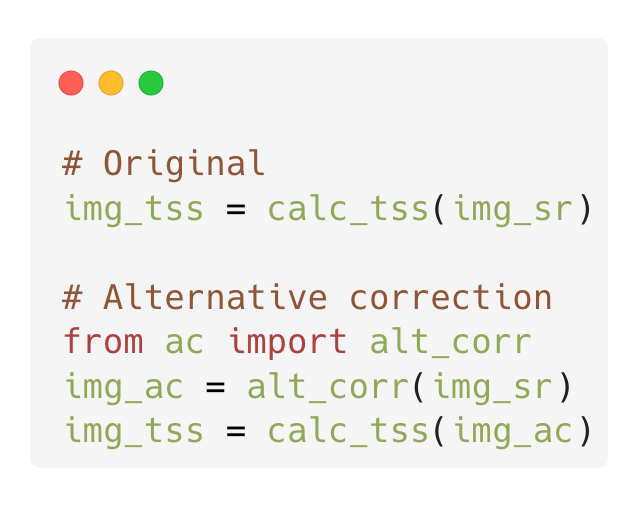 # Original
img_tss = calc_tss(img_sr)
# Alternative correction
from ac import alt_corr
img_ac = alt_corr(img_sr)
img_tss = calc_tss(img_ac)